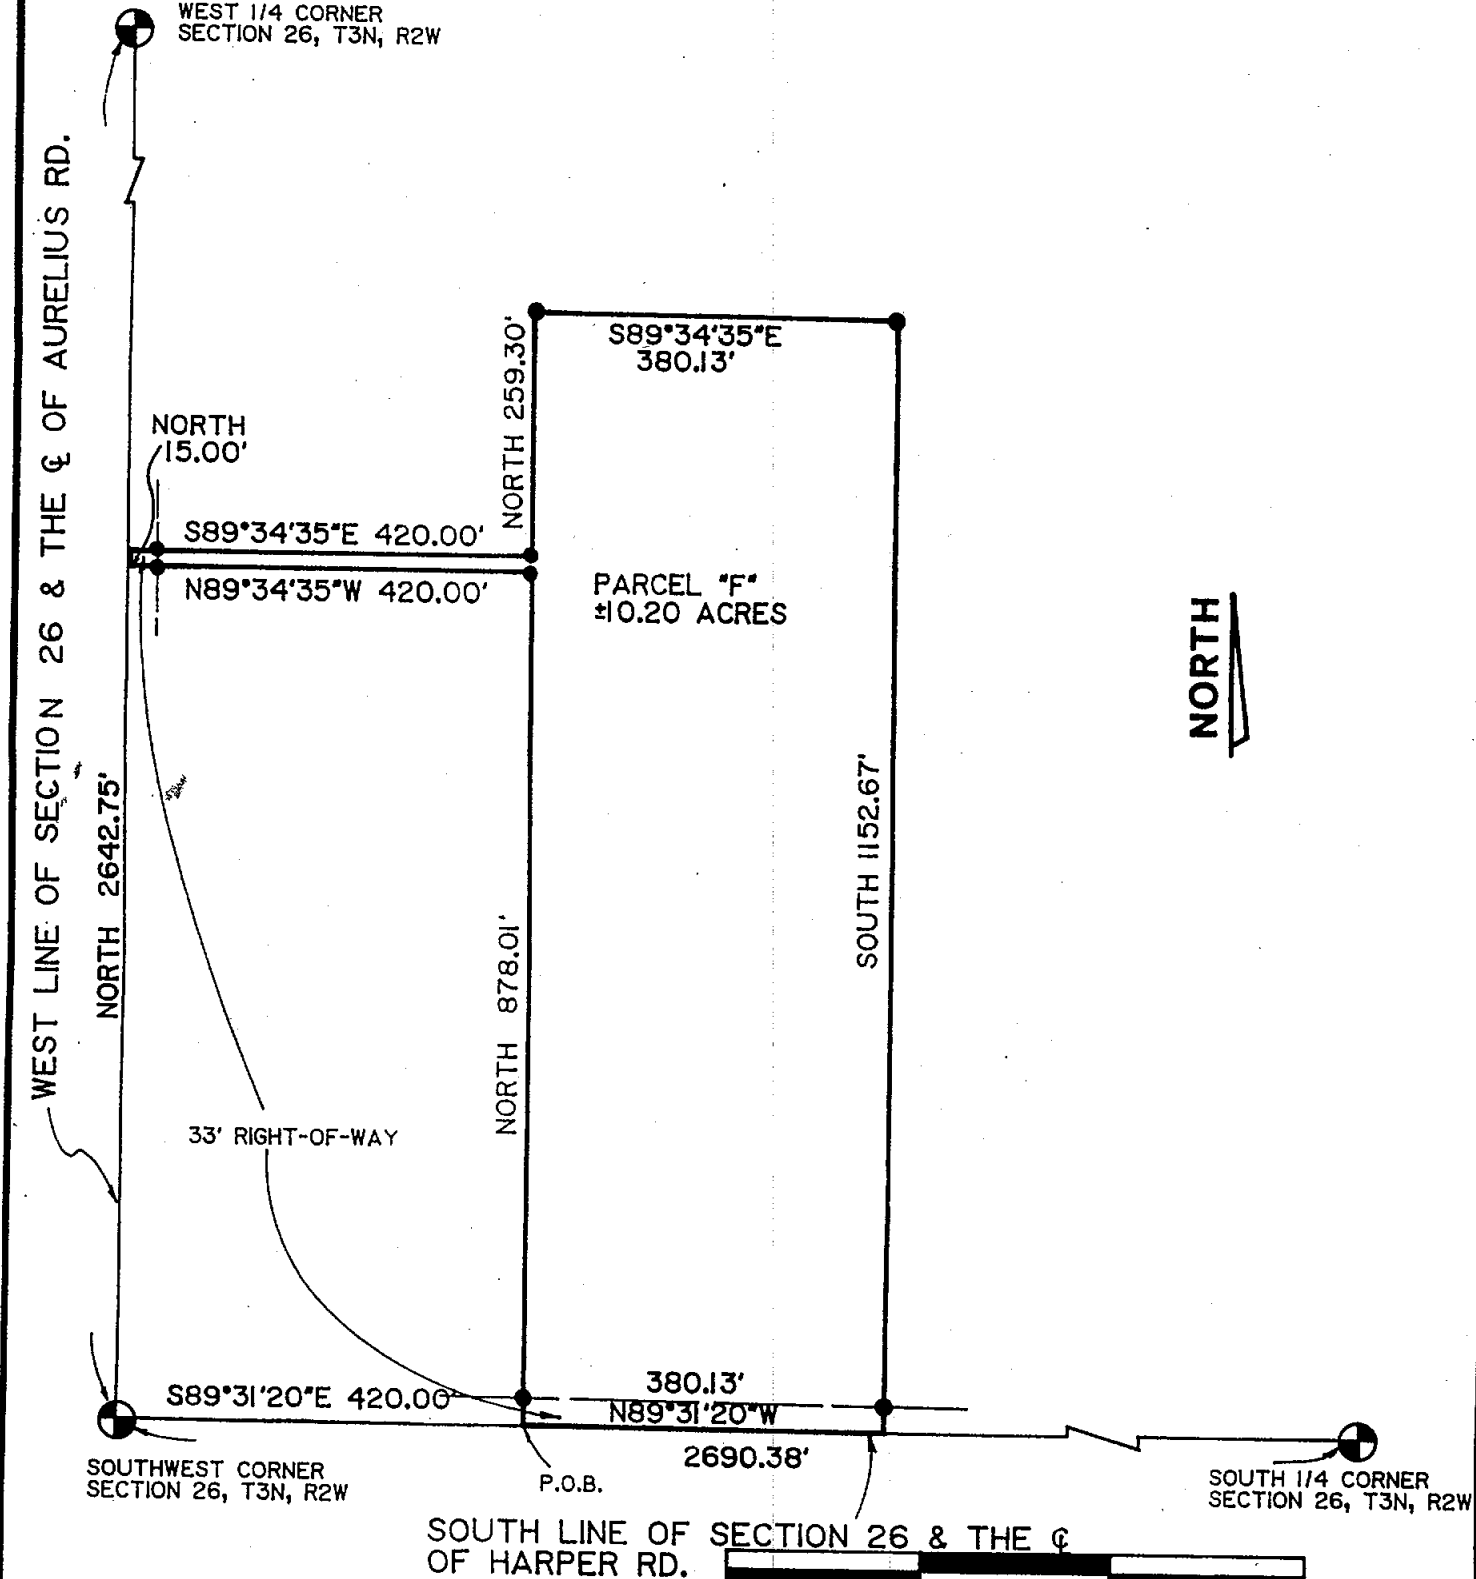 WEST 1/4 CORNER
SECTION 26, T3N, R2W
WEST LINE OF SECTION 26 & THE ℄ OF AURELIUS RD.
S89°34'35"E
380.13'
NORTH 259.30'
NORTH
15.00'
S89°34'35"E 420.00'
N89°34'35"W 420.00'
PARCEL "F"
±10.20 ACRES
NORTH
NORTH 2642.75'
SOUTH 1152.67'
NORTH 878.01'
33' RIGHT-OF-WAY
S89°31'20"E 420.00
380.13'
N89°31'20"W
2690.38'
SOUTHWEST CORNER
SECTION 26, T3N, R2W
P.O.B.
SOUTH 1/4 CORNER
SECTION 26, T3N, R2W
SOUTH LINE OF SECTION 26 & THE ℄
OF HARPER RD.